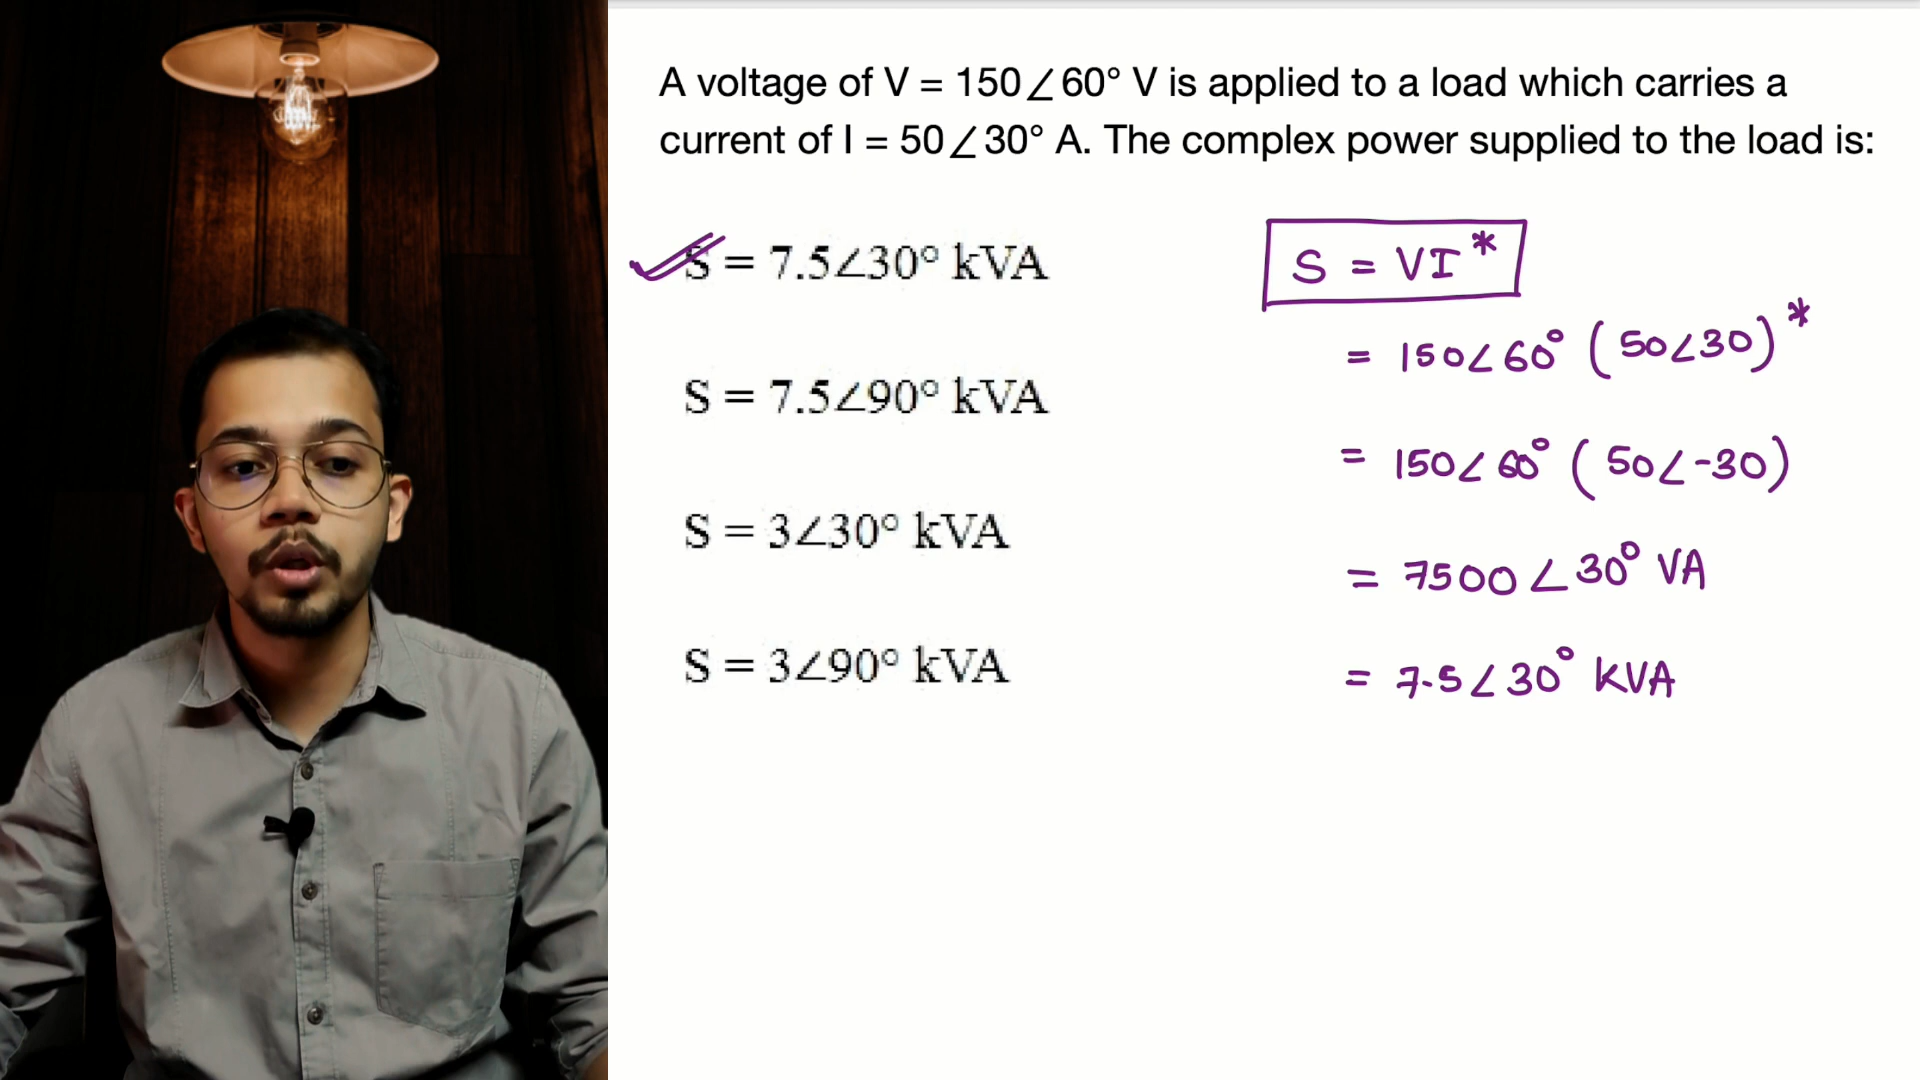 A voltage of V = 150∠60° V is applied to a load which carries a
current of I = 50∠30° A. The complex power supplied to the load is:
S = 7.5∠30° kVA
S = 7.5∠90° kVA
S = 3∠30° kVA
S = 3∠90° kVA
S = VI*
= 150∠60° (50∠30)*
= 150∠60° (50∠-30)
= 7500∠30° VA
= 7.5∠30° KVA